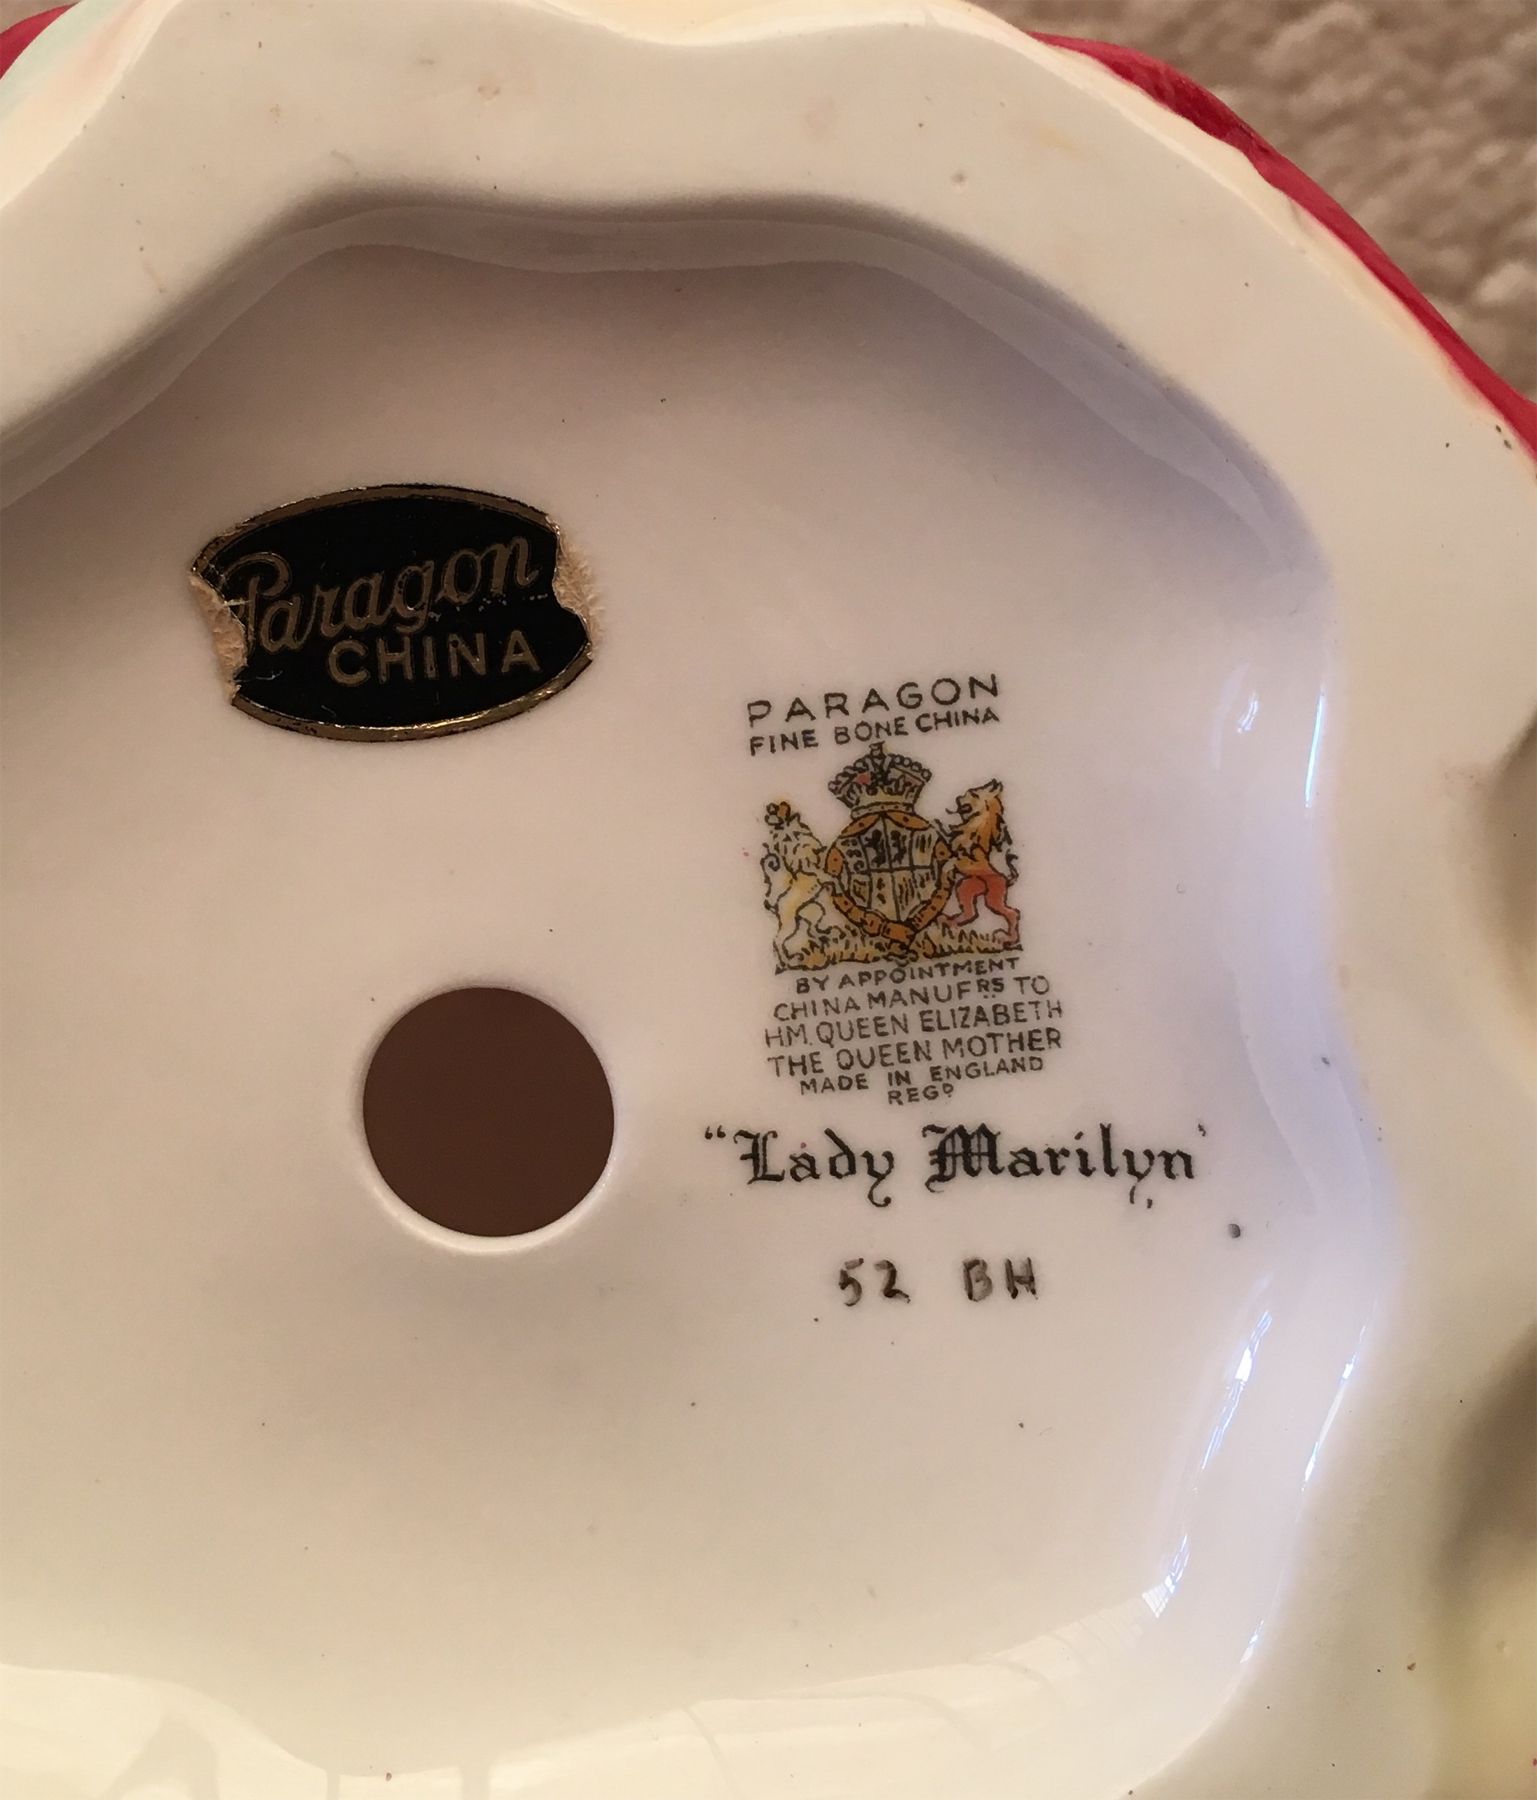 Paragon
CHINA
PARAGON
FINE BONE CHINA
BY APPOINTMENT
CHINA MANUFRS TO
H.M. QUEEN ELIZABETH
THE QUEEN MOTHER
MADE IN ENGLAND
REGD
"Lady Marilyn"
52 BH